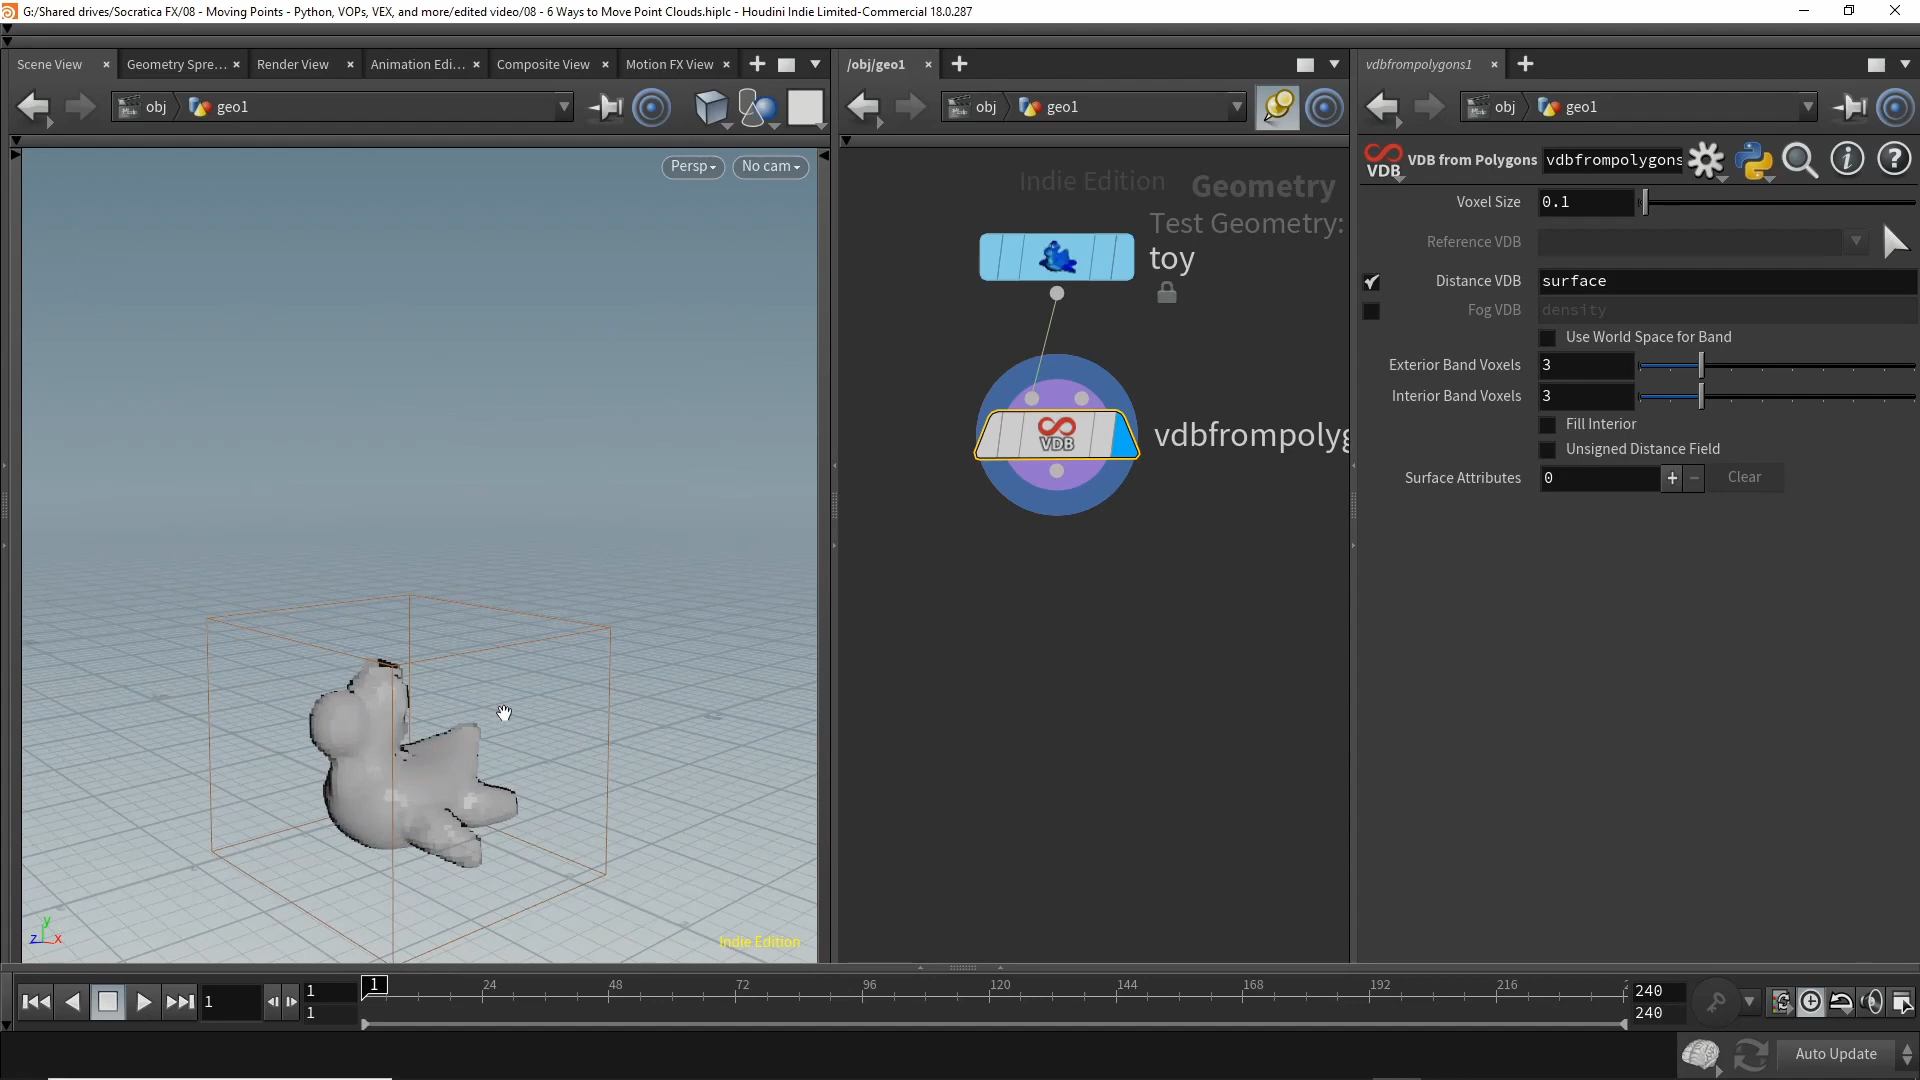 G:/Shared drives/Socratica FX/08 - Moving Points - Python, VOPs, VEX, and more/edited video/08 - 6 Ways to Move Point Clouds.hiplc - Houdini Indie Limited-Commercial 18.0.287
Scene View × Geometry Spre... × Render View × Animation Edi... × Composite View × Motion FX View ×
/obj/geo1 ×
vdbfrompolygons1 ×
obj geo1
obj geo1
obj geo1
Persp
No cam
Indie Edition
Geometry
Test Geometry:
toy
VDB
vdbfrompolyg
VDB
VDB from Polygons
vdbfrompolygons
Voxel Size 0.1
Reference VDB
Distance VDB surface
Fog VDB density
Use World Space for Band
Exterior Band Voxels 3
Interior Band Voxels 3
Fill Interior
Unsigned Distance Field
Surface Attributes 0 + − Clear
y
z x
Indie Edition
1
1
1
1
24 48 72 96 120 144 168 192 216
240
240
Auto Update